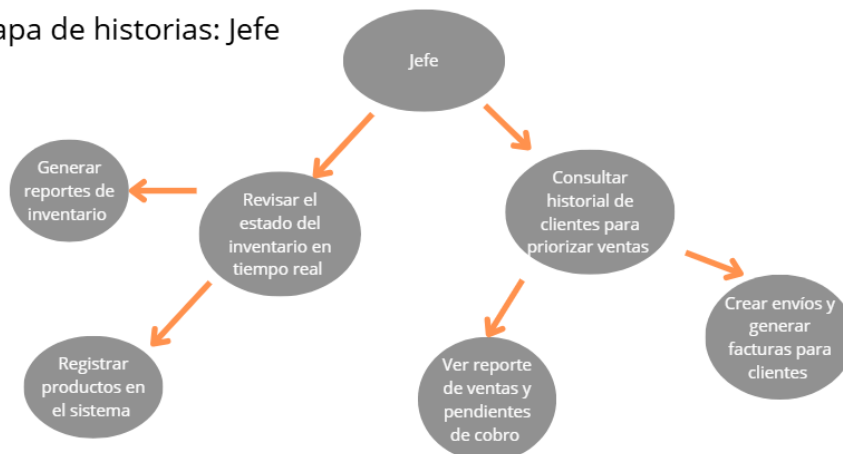 apa de historias: Jefe
Jefe
Generar
reportes de
inventario
Revisar el
estado del
inventario en
tiempo real
Consultar
historial de
clientes para
priorizar ventas
Registrar
productos en
el sistema
Ver reporte
de ventas y
pendientes
de cobro
Crear envíos y
generar
facturas para
clientes